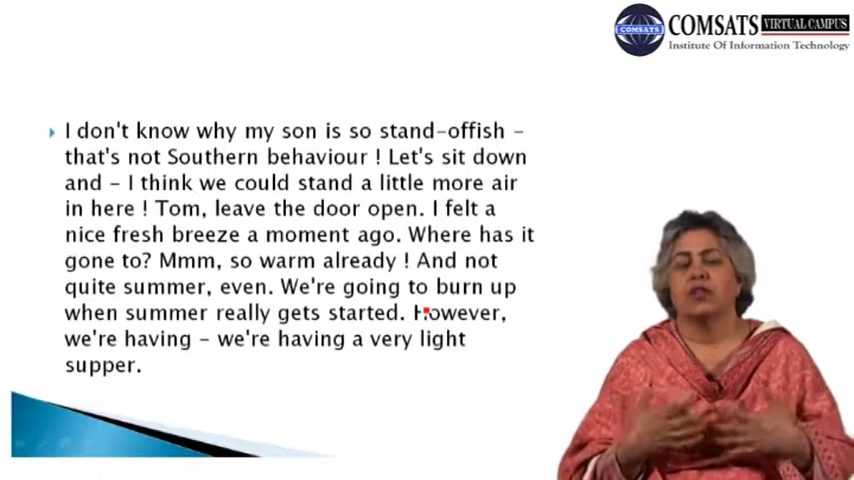 COMSATS VIRTUAL CAMPUS
COMSATS
Institute Of Information Technology
I don't know why my son is so stand-offish -
that's not Southern behaviour ! Let's sit down
and - I think we could stand a little more air
in here ! Tom, leave the door open. I felt a
nice fresh breeze a moment ago. Where has it
gone to? Mmm, so warm already ! And not
quite summer, even. We're going to burn up
when summer really gets started. However,
we're having - we're having a very light
supper.